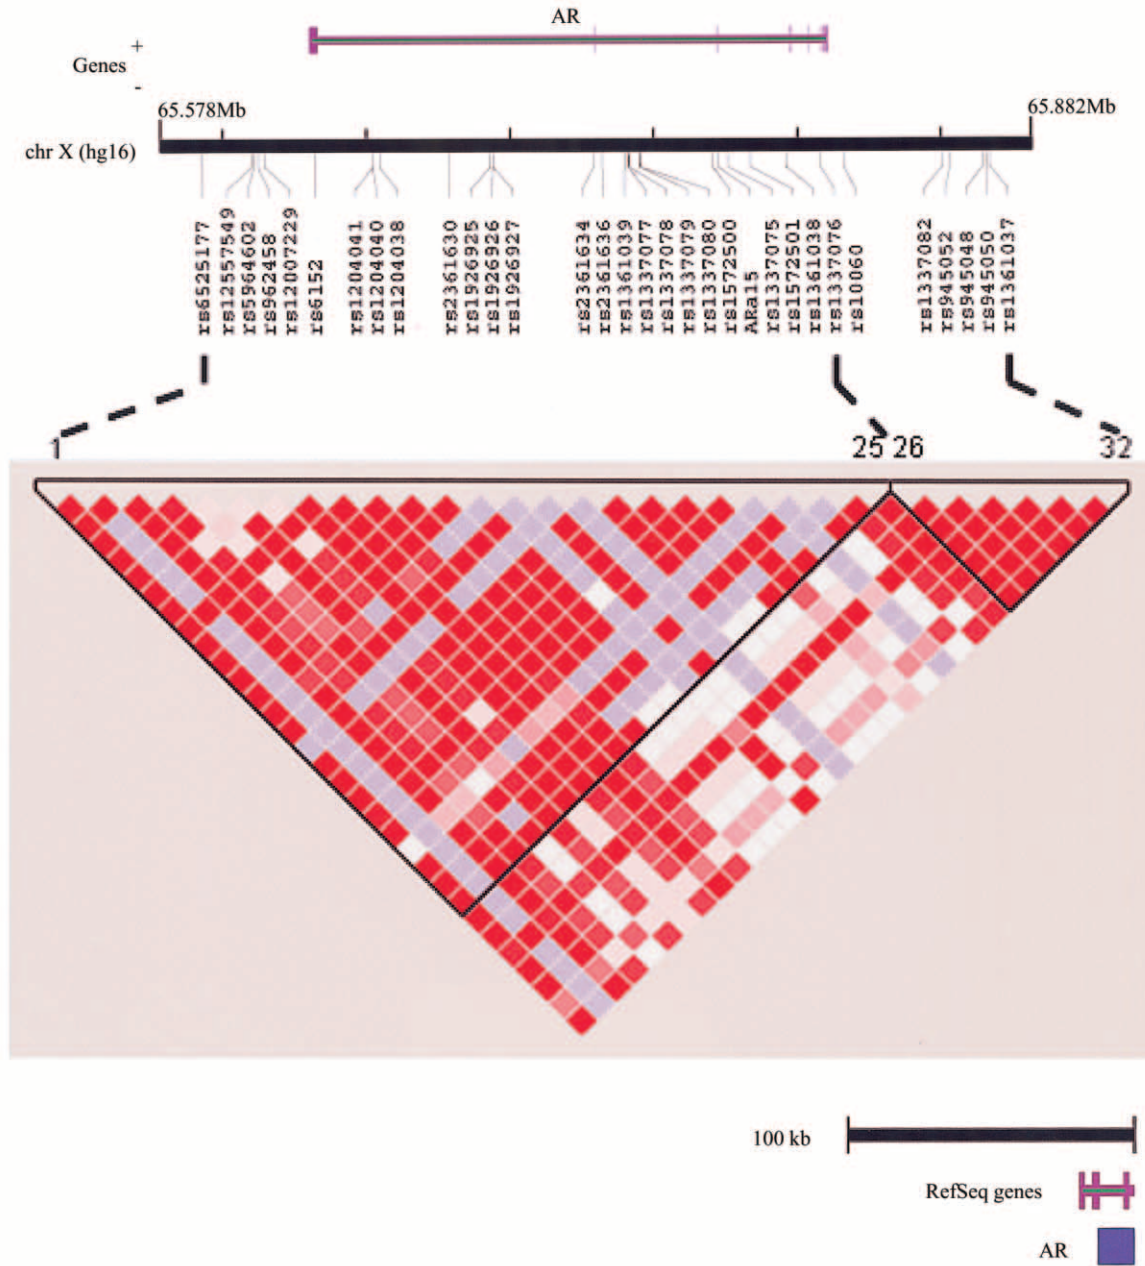 AR
+
Genes
-
65.578Mb 65.882Mb
chr X (hg16)
rs6525177
rs12557549
rs5964602
rs962458
rs12007229
rs6152
rs1204041
rs1204040
rs1204038
rs2361630
rs1926925
rs1926926
rs1926927
rs2361634
rs2361636
rs1361039
rs1337077
rs1337078
rs1337079
rs1337080
rs1572500
ARa15
rs1337075
rs1572501
rs1361038
rs1337076
rs10060
rs1337082
rs945052
rs945048
rs945050
rs1361037
1 25 26 32
100 kb
RefSeq genes
AR